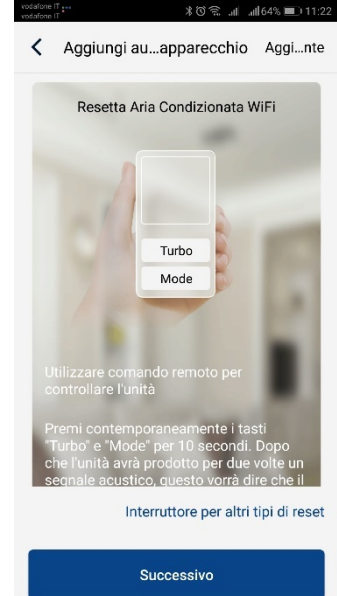 vodafone IT
vodafone IT
64% 11:22
Aggiungi au...apparecchio Aggi...nte
Resetta Aria Condizionata WiFi
Turbo
Mode
Utilizzare comando remoto per
controllare l'unità
Premi contemporaneamente i tasti
"Turbo" e "Mode" per 10 secondi. Dopo
che l'unità avrà prodotto per due volte un
segnale acustico, questo vorrà dire che il
Interruttore per altri tipi di reset
Successivo